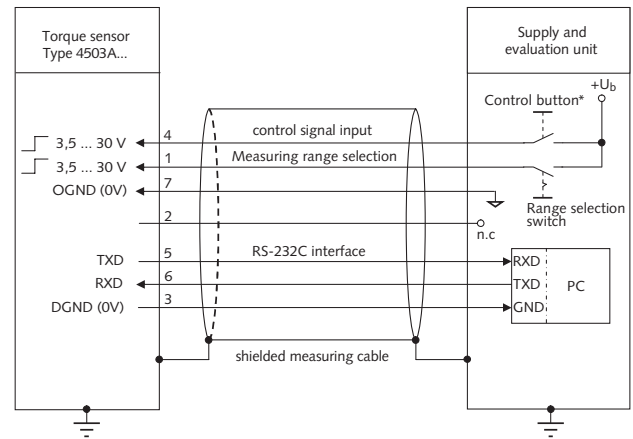 Torque sensor
Type 4503A...
Supply and
evaluation unit
+Ub
Control button*
3,5 ... 30 V
4
control signal input
3,5 ... 30 V
1
Measuring range selection
OGND (0V)
7
Range selection
switch
2
n.c
TXD
5
RS-232C interface
RXD
RXD
6
TXD
PC
DGND (0V)
3
GND
shielded measuring cable